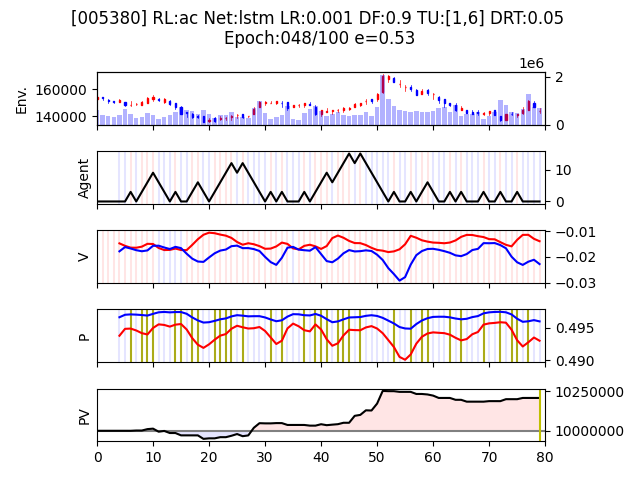 [005380] RL:ac Net:lstm LR:0.001 DF:0.9 TU:[1,6] DRT:0.05
Epoch:048/100 e=0.53
1e6
Env.
160000
140000
2
0
Agent
10
0
V
−0.01
−0.02
−0.03
P
0.495
0.490
PV
10250000
10000000
0 10 20 30 40 50 60 70 80